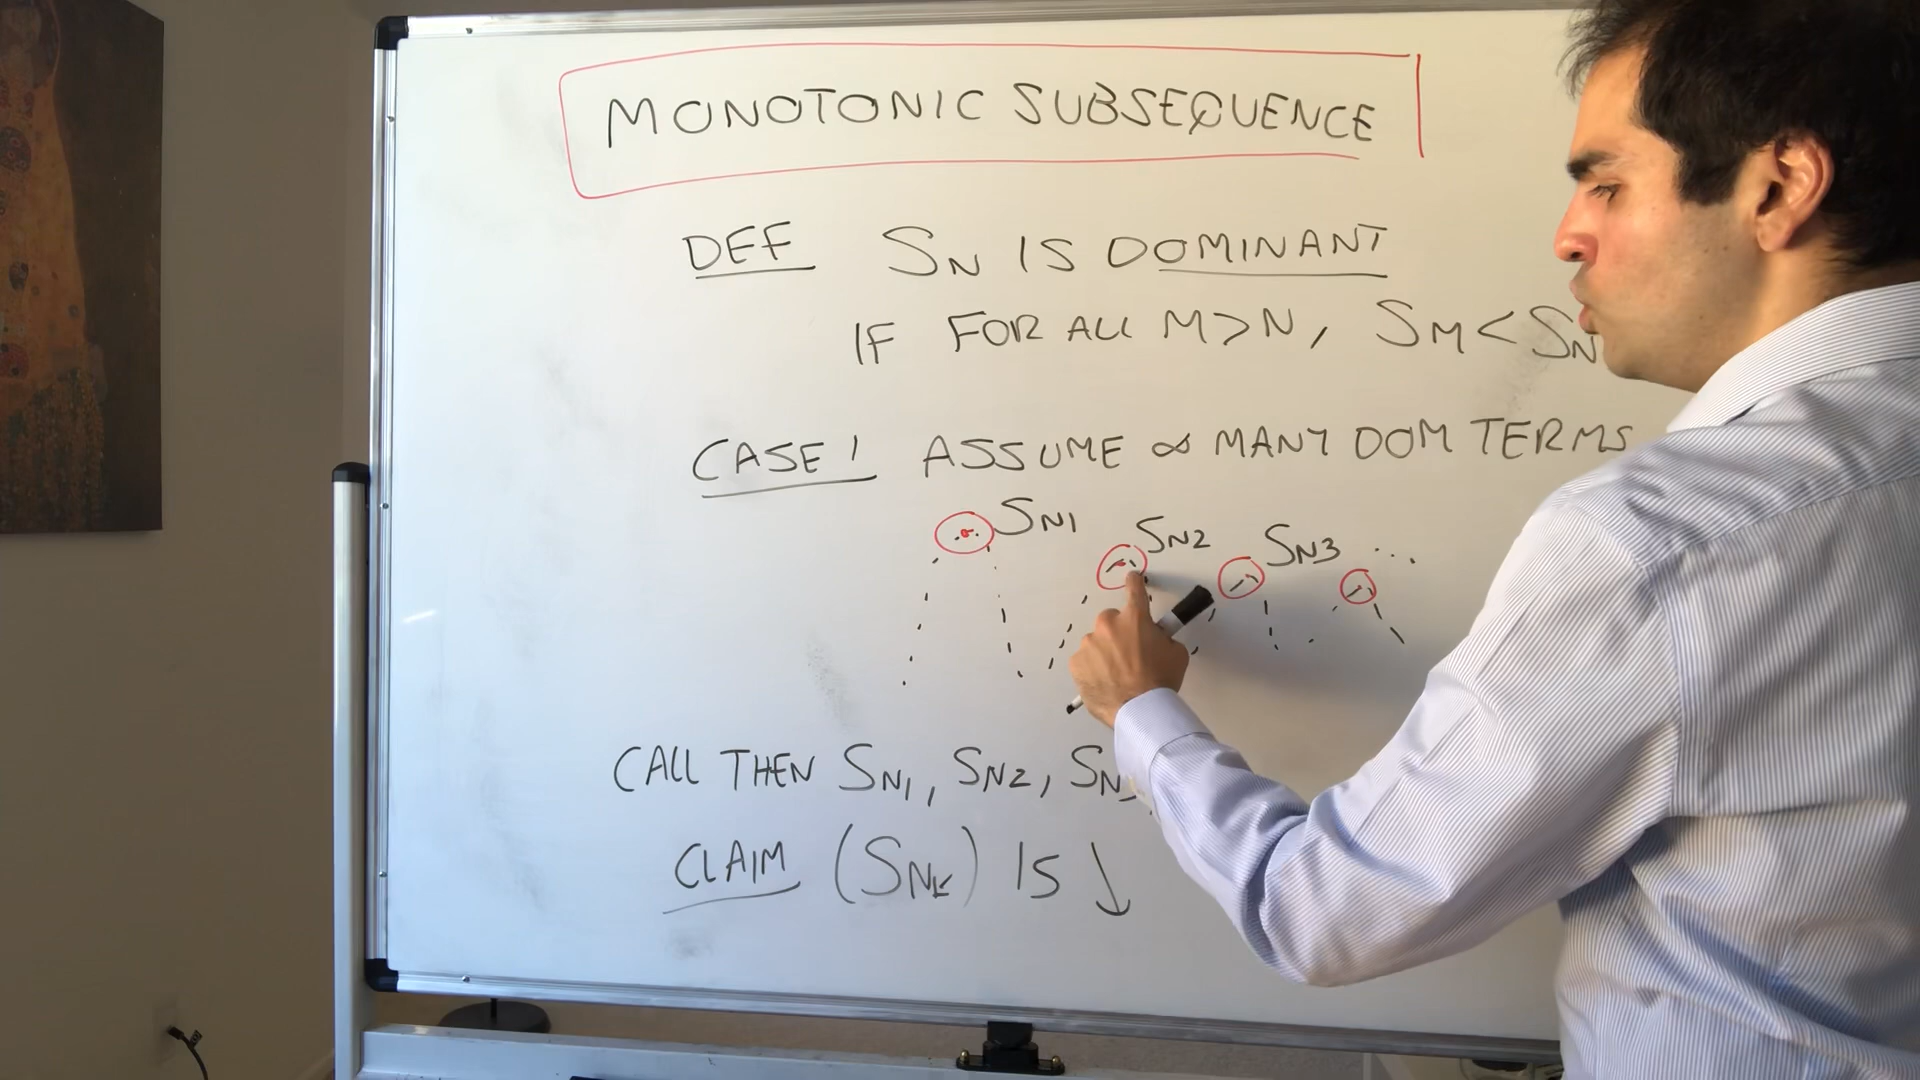 MONOTONIC SUBSEQUENCE
DEF SN IS DOMINANT
IF FOR ALL M>N, SM<SN
CASE 1 ASSUME ∞ MANY DOM TERMS
SN1 SN2 SN3 ...
CALL THEN SN1, SN2, SN
CLAIM (SNK) IS ↓